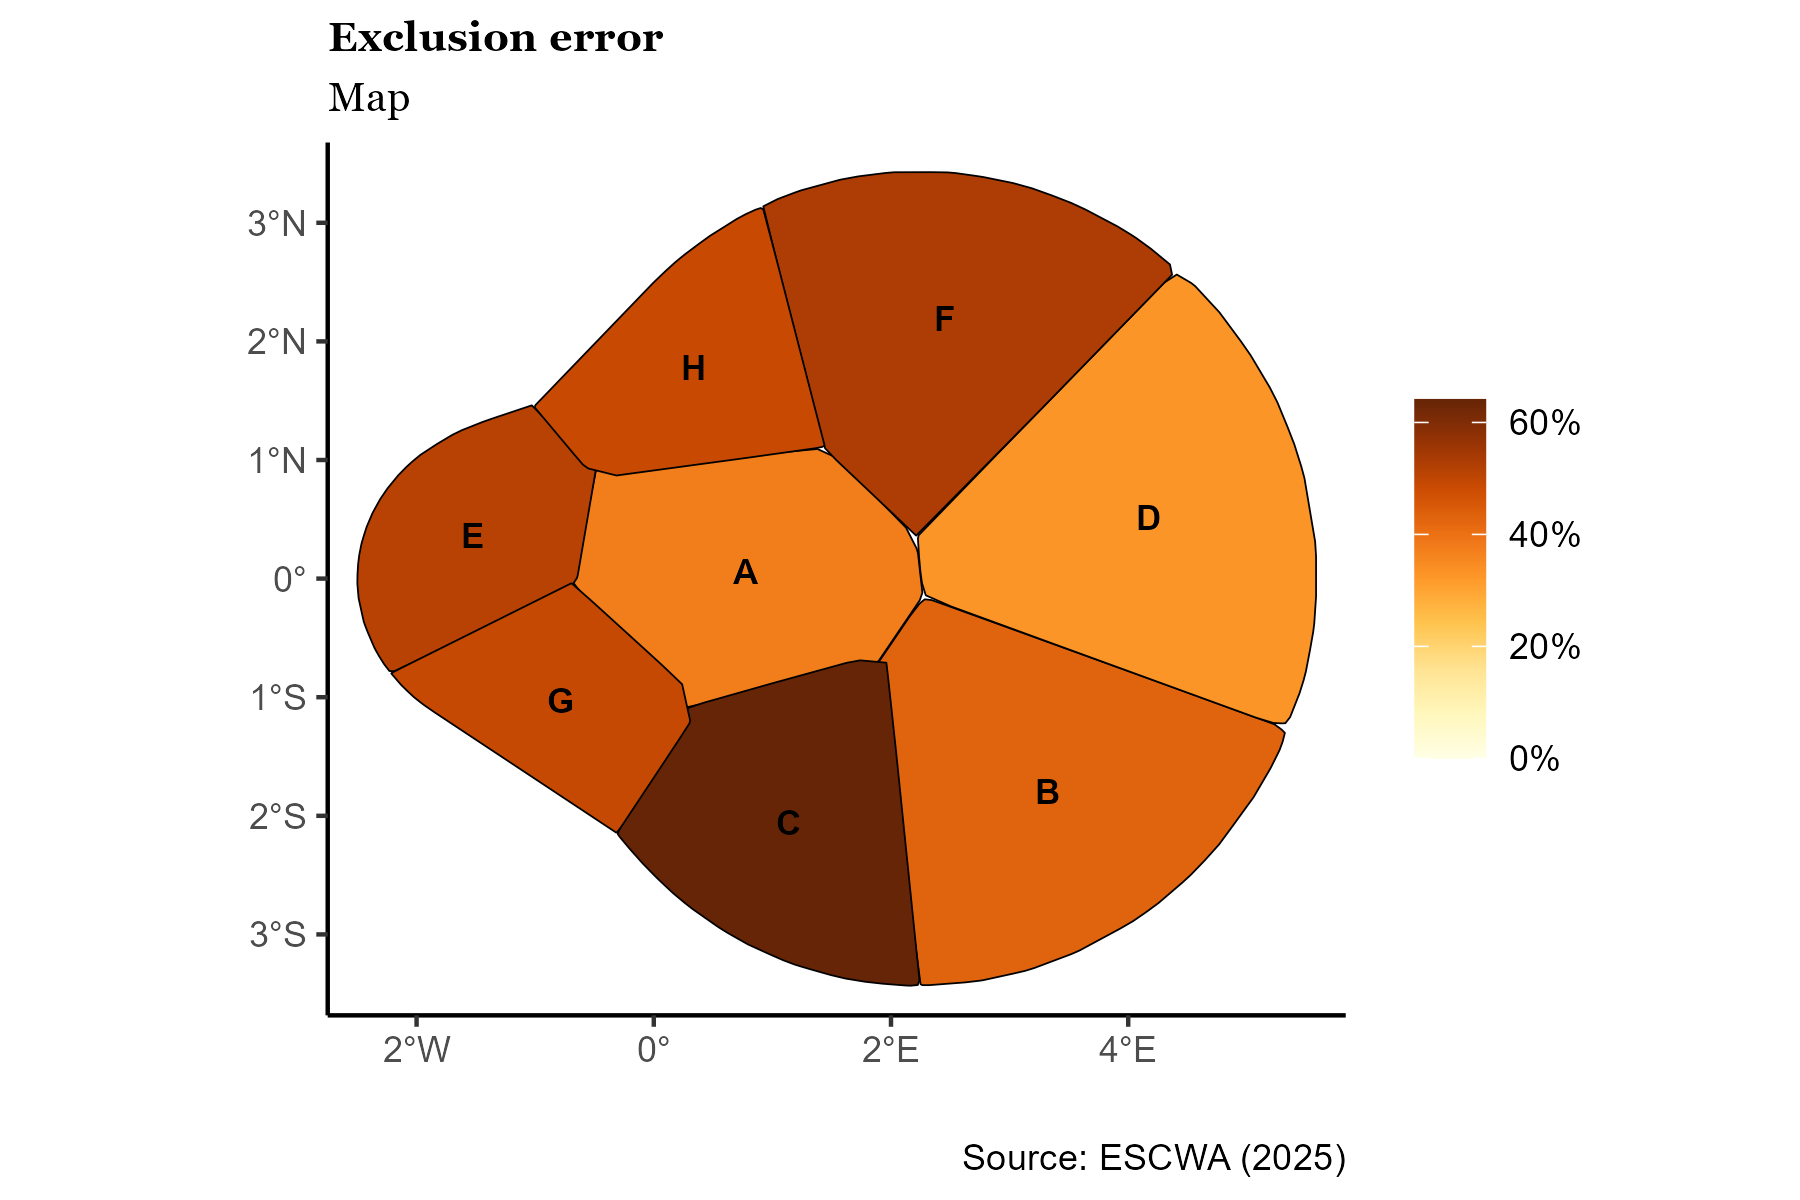 Exclusion error
Map
3°N
2°N
1°N
0°
1°S
2°S
3°S
F
H
D
E
A
G
B
C
60%
40%
20%
0%
2°W 0° 2°E 4°E
Source: ESCWA (2025)